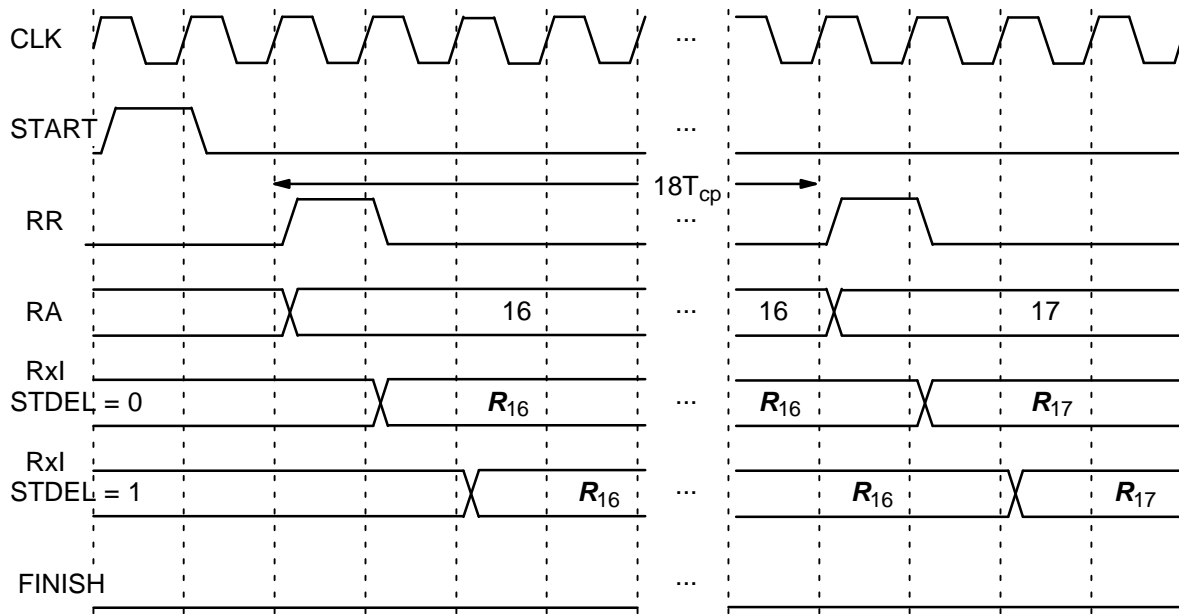 CLK ...
START ...
18Tcp
RR ...
RA 16 ... 16 17
RxI
STDEL = 0 R16 ... R16 R17
RxI
STDEL = 1 R16 ... R16 R17
FINISH ...